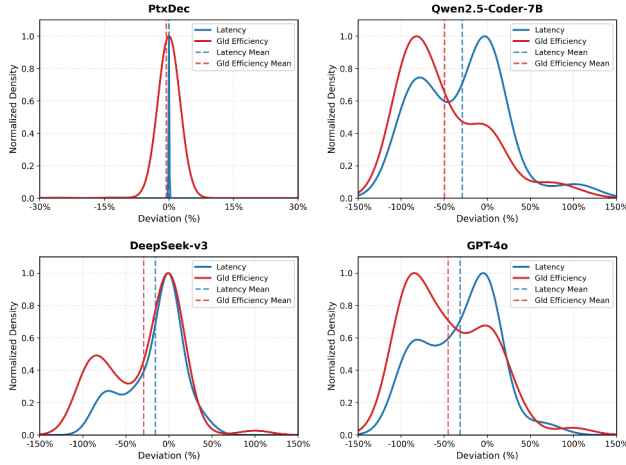 PtxDec
Normalized Density
1.0
0.8
0.6
0.4
0.2
0.0
Latency
Gld Efficiency
Latency Mean
Gld Efficiency Mean
-30%
-15%
0%
15%
30%
Deviation (%)
Qwen2.5-Coder-7B
Normalized Density
1.0
0.8
0.6
0.4
0.2
0.0
Latency
Gld Efficiency
Latency Mean
Gld Efficiency Mean
-150%
-100%
-50%
0%
50%
100%
150%
Deviation (%)
DeepSeek-v3
Normalized Density
1.0
0.8
0.6
0.4
0.2
0.0
Latency
Gld Efficiency
Latency Mean
Gld Efficiency Mean
-150%
-100%
-50%
0%
50%
100%
150%
Deviation (%)
GPT-4o
Normalized Density
1.0
0.8
0.6
0.4
0.2
0.0
Latency
Gld Efficiency
Latency Mean
Gld Efficiency Mean
-150%
-100%
-50%
0%
50%
100%
150%
Deviation (%)